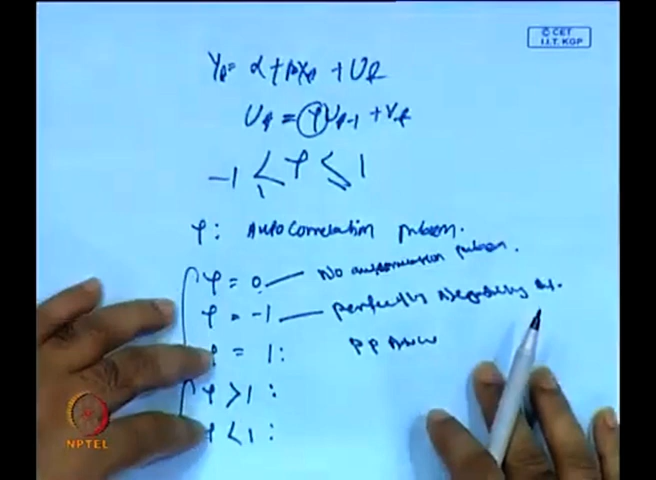 © CET
I.I.T. KGP
Yt = α + βXt + Ut
Ut = ρUt-1 + Vt
-1 < ρ < 1
ρ: Autocorrelation problem.
ρ = 0 — No autocorrelation problem.
ρ = -1 — perfectly Negatively
ρ = 1:
ρ > 1:
ρ < 1:
NPTEL